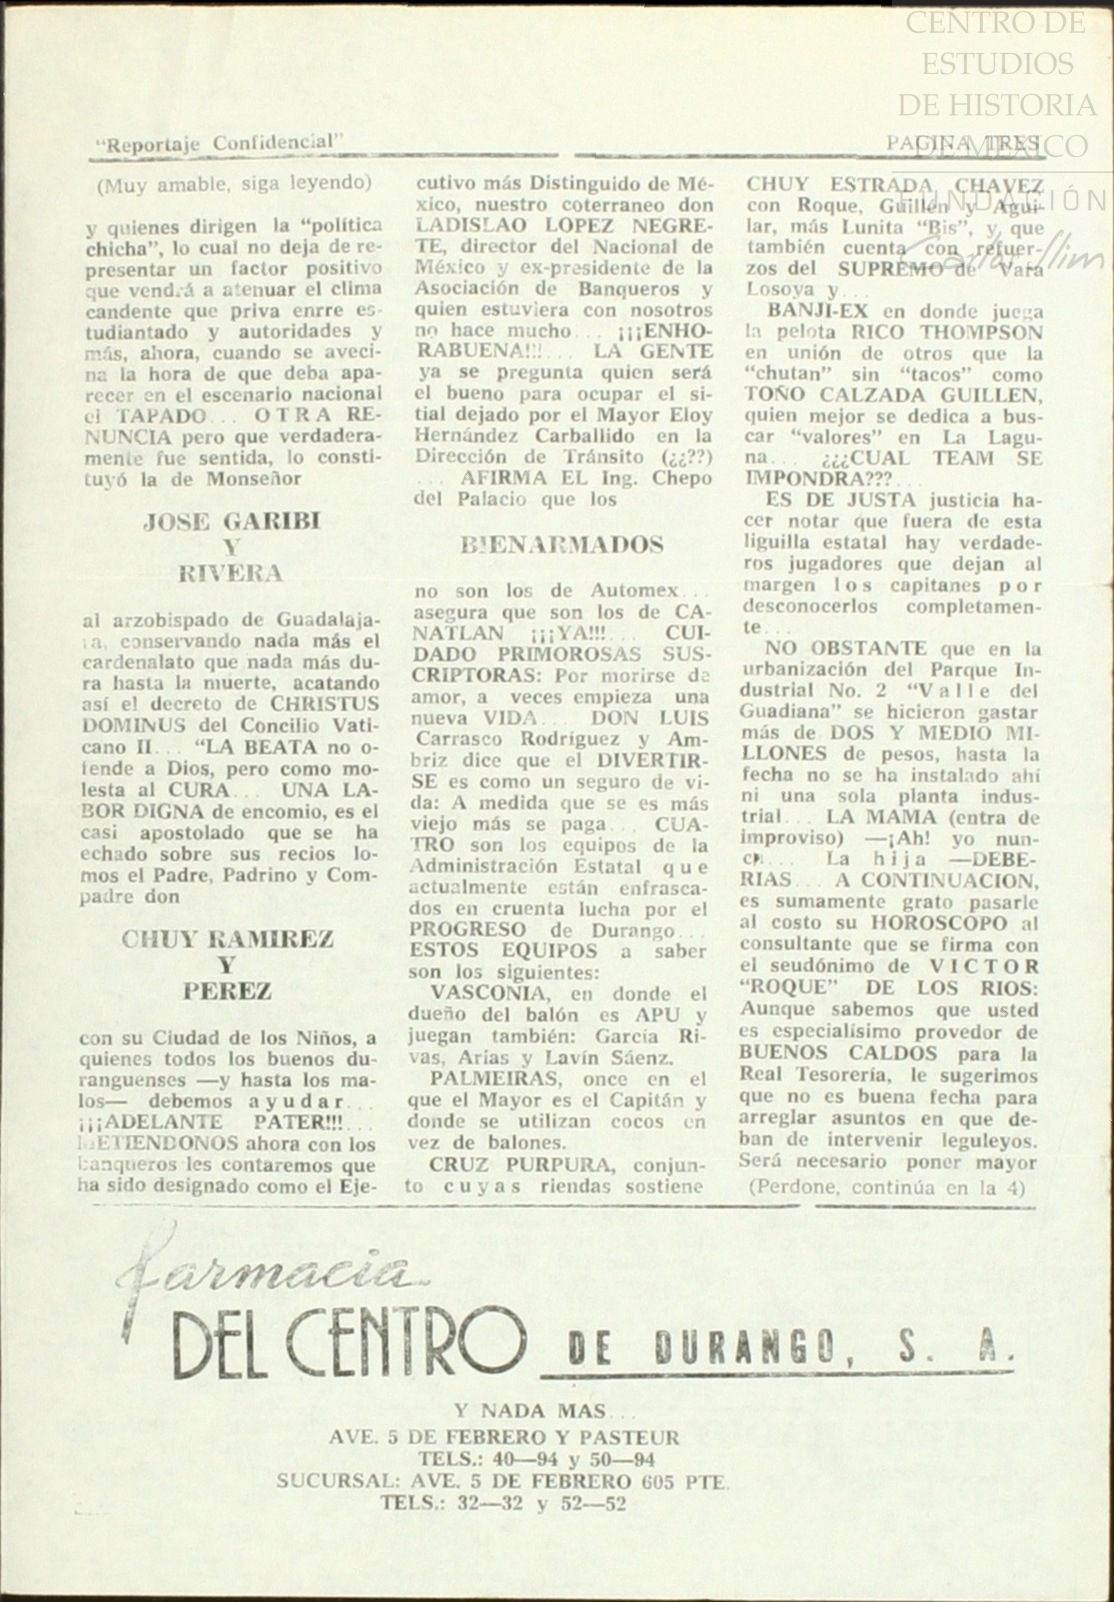 CENTRO DE
ESTUDIOS
DE HISTORIA
DE MÉXICO
FUNDACIÓN
Carlos Slim
"Reportaje Confidencial"
PAGINA TRES
(Muy amable, siga leyendo)
y quienes dirigen la "política
chicha", lo cual no deja de re-
presentar un factor positivo
que vendrá a atenuar el clima
candente que priva enrre es-
tudiantado y autoridades y
más, ahora, cuando se aveci-
na la hora de que deba apa-
recer en el escenario nacional
el TAPADO... OTRA RE-
NUNCIA pero que verdadera-
mente fue sentida, lo consti-
tuyó la de Monseñor
JOSE GARIBI
Y
RIVERA
al arzobispado de Guadalaja-
ra, conservando nada más el
cardenalato que nada más du-
ra hasta la muerte, acatando
así el decreto de CHRISTUS
DOMINUS del Concilio Vati-
cano II... "LA BEATA no o-
fende a Dios, pero como mo-
lesta al CURA... UNA LA-
BOR DIGNA de encomio, es el
casi apostolado que se ha
echado sobre sus recios lo-
mos el Padre, Padrino y Com-
padre don
CHUY RAMIREZ
Y
PEREZ
con su Ciudad de los Niños, a
quienes todos los buenos du-
ranguenses —y hasta los ma-
los— debemos ayudar...
¡¡¡ADELANTE PATER!!!...
METIENDONOS ahora con los
banqueros les contaremos que
ha sido designado como el Eje-
cutivo más Distinguido de Mé-
xico, nuestro coterraneo don
LADISLAO LOPEZ NEGRE-
TE, director del Nacional de
México y ex-presidente de la
Asociación de Banqueros y
quien estuviera con nosotros
no hace mucho... ¡¡¡ENHO-
RABUENA!!!... LA GENTE
ya se pregunta quien será
el bueno para ocupar el si-
tial dejado por el Mayor Eloy
Hernández Carballido en la
Dirección de Tránsito (¿¿??)
... AFIRMA EL Ing. Chepo
del Palacio que los
BIENARMADOS
no son los de Automex...
asegura que son los de CA-
NATLAN ¡¡¡YA!!!... CUI-
DADO PRIMOROSAS SUS-
CRIPTORAS: Por morirse de
amor, a veces empieza una
nueva VIDA... DON LUIS
Carrasco Rodríguez y Am-
briz dice que el DIVERTIR-
SE es como un seguro de vi-
da: A medida que se es más
viejo más se paga... CUA-
TRO son los equipos de la
Administración Estatal que
actualmente están enfrasca-
dos en cruenta lucha por el
PROGRESO de Durango...
ESTOS EQUIPOS a saber
son los siguientes:
VASCONIA, en donde el
dueño del balón es APU y
juegan también: García Ri-
vas, Arias y Lavín Sáenz.
PALMEIRAS, once en el
que el Mayor es el Capitán y
donde se utilizan cocos en
vez de balones.
CRUZ PURPURA, conjun-
to cuyas riendas sostiene
CHUY ESTRADA CHAVEZ
con Roque, Guillén y Agui-
lar, más Lunita "Bis", y que
también cuenta con refuer-
zos del SUPREMO de Vara
Losoya y...
BANJI-EX en donde juega
la pelota RICO THOMPSON
en unión de otros que la
"chutan" sin "tacos" como
TOÑO CALZADA GUILLEN,
quien mejor se dedica a bus-
car "valores" en La Lagu-
na... ¿¿¿CUAL TEAM SE
IMPONDRA???...
ES DE JUSTA justicia ha-
cer notar que fuera de esta
liguilla estatal hay verdade-
ros jugadores que dejan al
margen los capitanes por
desconocerlos completamen-
te...
NO OBSTANTE que en la
urbanización del Parque In-
dustrial No. 2 "Valle del
Guadiana" se hicieron gastar
más de DOS Y MEDIO MI-
LLONES de pesos, hasta la
fecha no se ha instalado ahí
ni una sola planta indus-
trial... LA MAMA (entra de
improviso) —¡Ah! yo nun-
ca... La hija —DEBE-
RIAS... A CONTINUACION,
es sumamente grato pasarle
al costo su HOROSCOPO al
consultante que se firma con
el seudónimo de VICTOR
"ROQUE" DE LOS RIOS:
Aunque sabemos que usted
es especialísimo provedor de
BUENOS CALDOS para la
Real Tesorería, le sugerimos
que no es buena fecha para
arreglar asuntos en que de-
ban de intervenir leguleyos.
Será necesario poner mayor
(Perdone, continúa en la 4)
farmacia
DEL CENTRO DE DURANGO, S. A.
Y NADA MAS...
AVE. 5 DE FEBRERO Y PASTEUR
TELS.: 40—94 y 50—94
SUCURSAL: AVE. 5 DE FEBRERO 605 PTE.
TELS.: 32—32 y 52—52